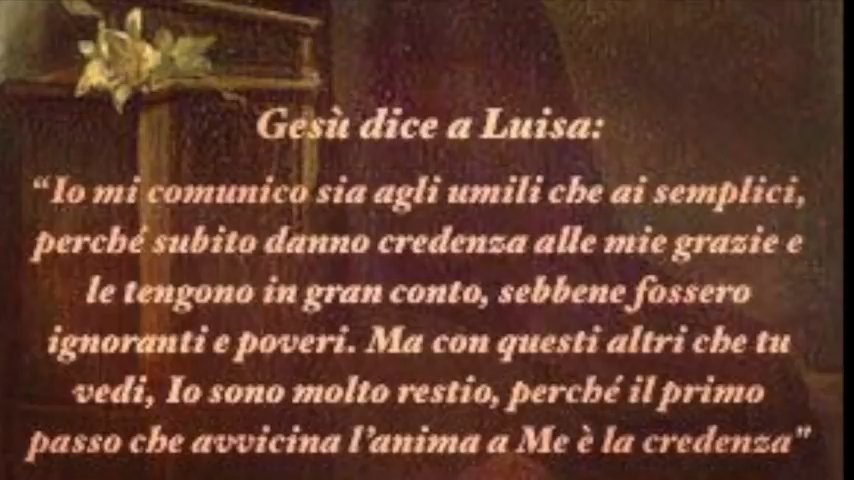 Gesù dice a Luisa:
“Io mi comunico sia agli umili che ai semplici,
perché subito danno credenza alle mie grazie e
le tengono in gran conto, sebbene fossero
ignoranti e poveri. Ma con questi altri che tu
vedi, Io sono molto restio, perché il primo
passo che avvicina l’anima a Me è la credenza”